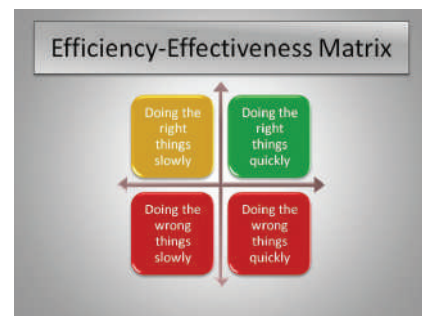 Efficiency-Effectiveness Matrix
Doing the
right
things
slowly
Doing the
right
things
quickly
Doing the
wrong
things
slowly
Doing the
wrong
things
quickly